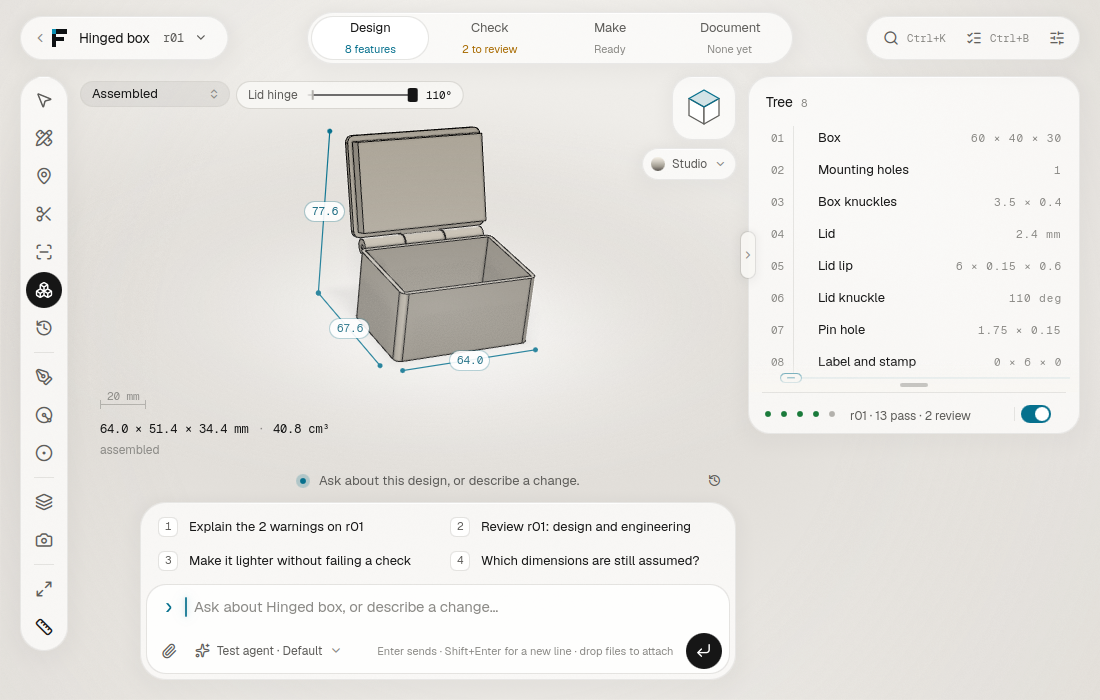 Hinged box r01
Design
8 features
Check
2 to review
Make
Ready
Document
None yet
Ctrl+K
Ctrl+B
Assembled
Lid hinge 110°
Studio
77.6
67.6
64.0
20 mm
64.0 × 51.4 × 34.4 mm · 40.8 cm³
assembled
Tree 8
01 Box 60 × 40 × 30
02 Mounting holes 1
03 Box knuckles 3.5 × 0.4
04 Lid 2.4 mm
05 Lid lip 6 × 0.15 × 0.6
06 Lid knuckle 110 deg
07 Pin hole 1.75 × 0.15
08 Label and stamp 0 × 6 × 0
r01 · 13 pass · 2 review
Ask about this design, or describe a change.
1 Explain the 2 warnings on r01
2 Review r01: design and engineering
3 Make it lighter without failing a check
4 Which dimensions are still assumed?
Ask about Hinged box, or describe a change...
Test agent · Default
Enter sends · Shift+Enter for a new line · drop files to attach